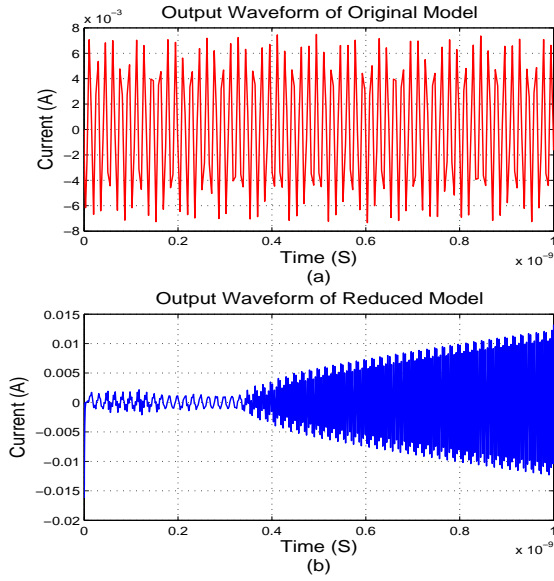 Output Waveform of Original Model
x 10⁻³
8
6
4
2
0
−2
−4
−6
−8
Current (A)
0
0.2
0.4
0.6
0.8
1
Time (S)
x 10⁻⁹
(a)
Output Waveform of Reduced Model
0.015
0.01
0.005
0
−0.005
−0.01
−0.015
−0.02
Current (A)
0
0.2
0.4
0.6
0.8
1
Time (S)
x 10⁻⁹
(b)